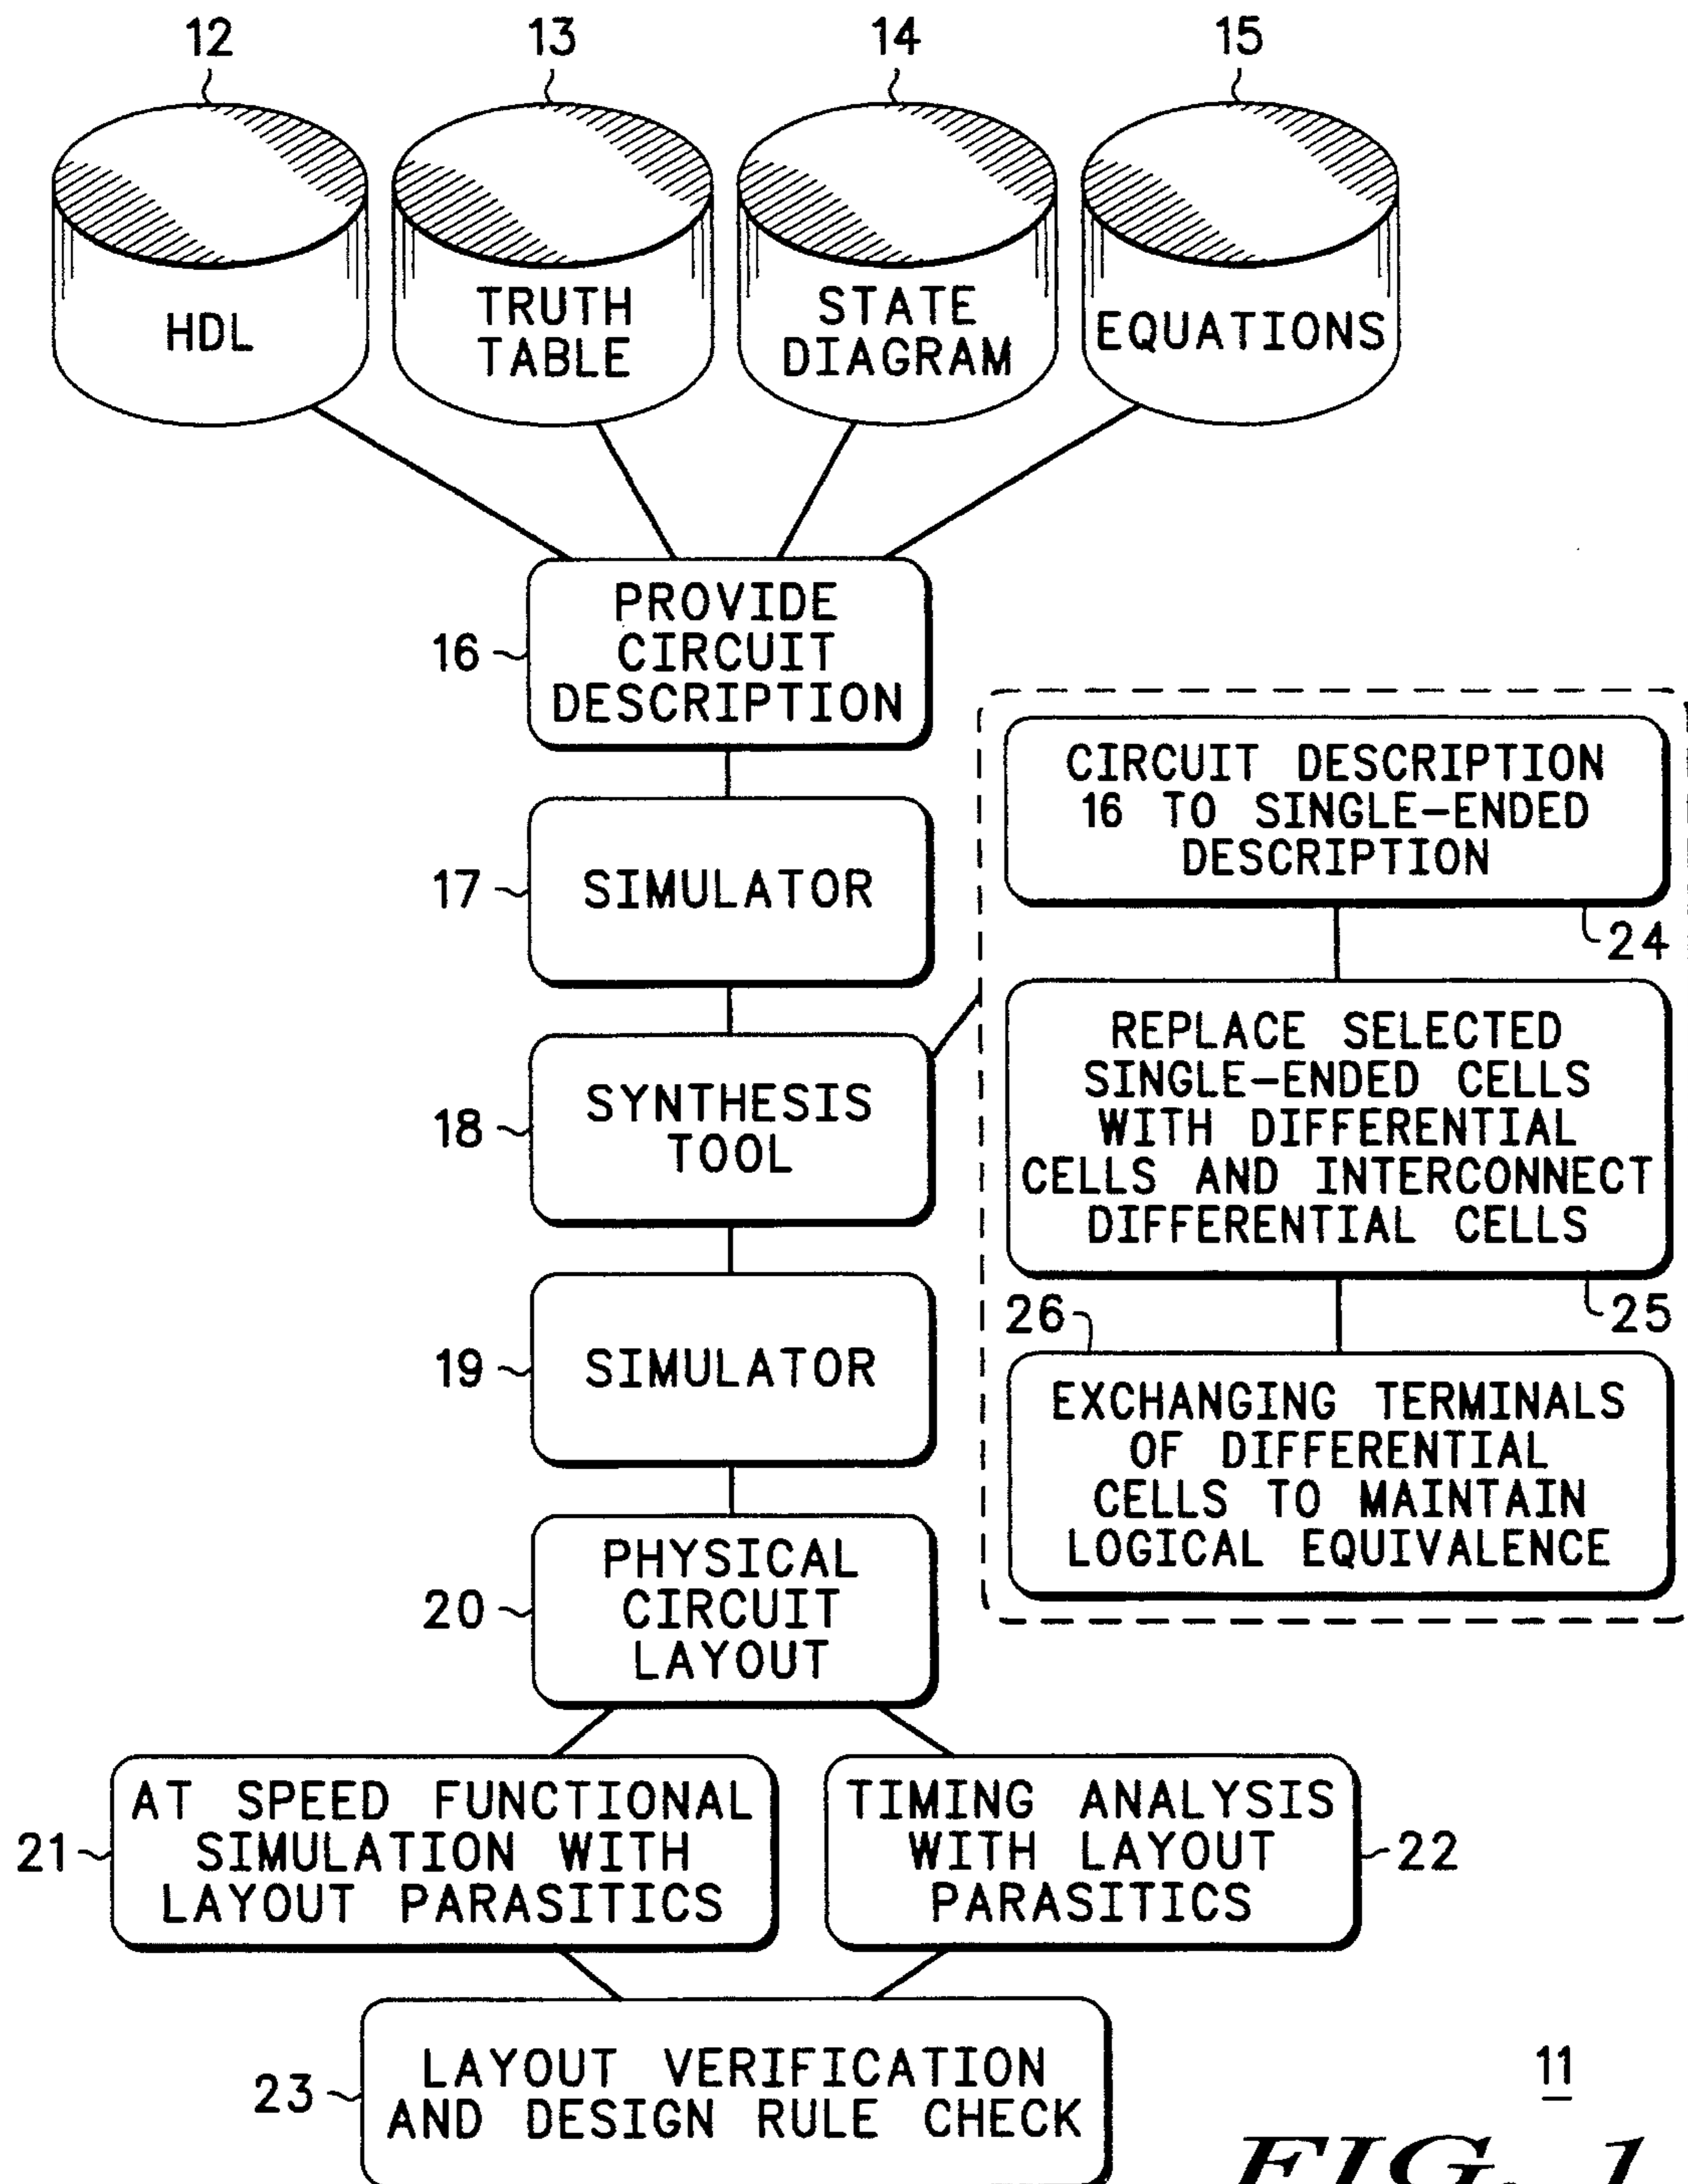 12
13
14
15
HDL
TRUTH
TABLE
STATE
DIAGRAM
EQUATIONS
PROVIDE
CIRCUIT
DESCRIPTION
16
SIMULATOR
17
SYNTHESIS
TOOL
18
SIMULATOR
19
PHYSICAL
CIRCUIT
LAYOUT
20
CIRCUIT DESCRIPTION
16 TO SINGLE-ENDED
DESCRIPTION
24
REPLACE SELECTED
SINGLE-ENDED CELLS
WITH DIFFERENTIAL
CELLS AND INTERCONNECT
DIFFERENTIAL CELLS
25
26
EXCHANGING TERMINALS
OF DIFFERENTIAL
CELLS TO MAINTAIN
LOGICAL EQUIVALENCE
21
AT SPEED FUNCTIONAL
SIMULATION WITH
LAYOUT PARASITICS
TIMING ANALYSIS
WITH LAYOUT
PARASITICS
22
23
LAYOUT VERIFICATION
AND DESIGN RULE CHECK
11
FIG. 1